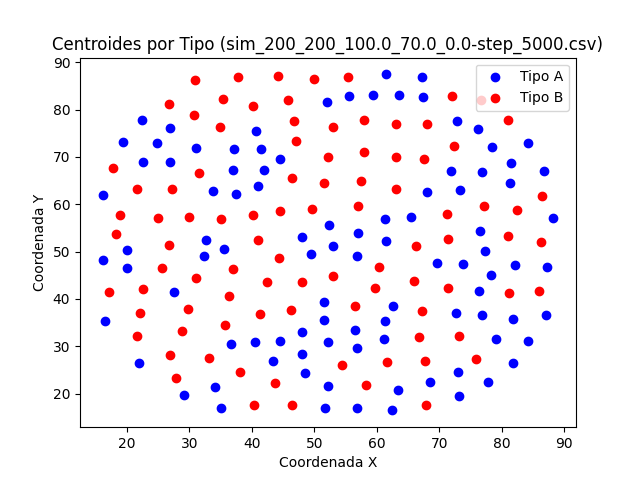 Centroides por Tipo (sim_200_200_100.0_70.0_0.0-step_5000.csv)
Tipo A
Tipo B
90
80
70
60
50
40
30
20
Coordenada Y
20 30 40 50 60 70 80 90
Coordenada X